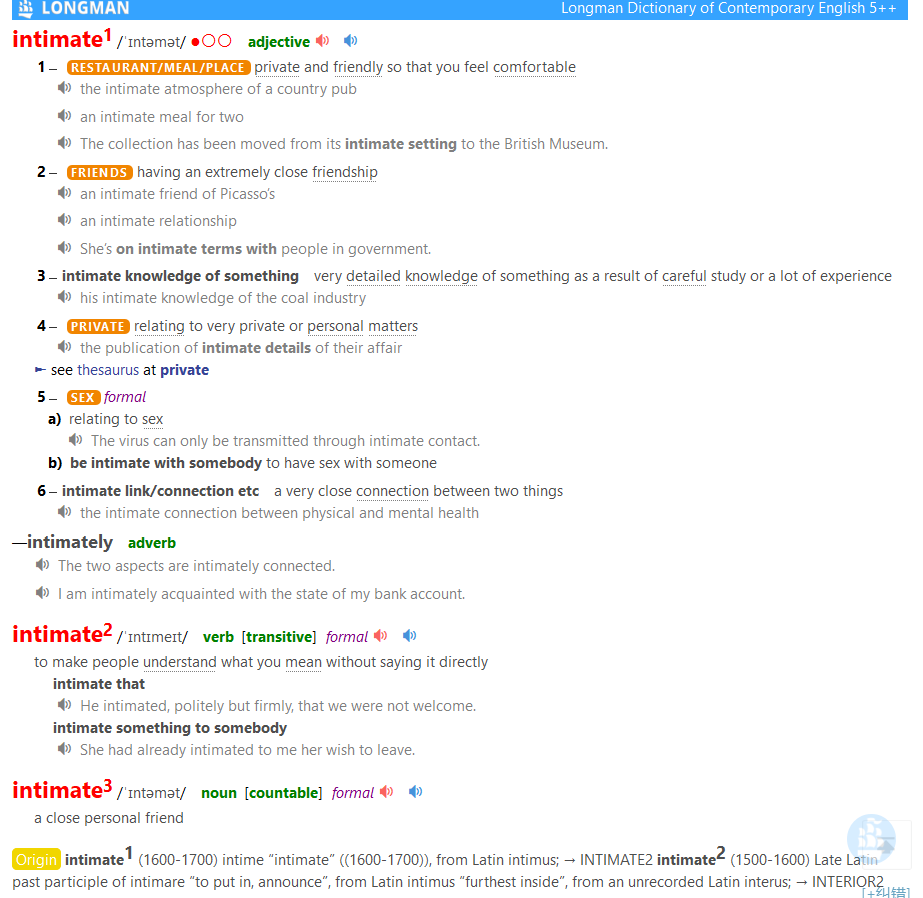 LONGMAN Longman Dictionary of Contemporary English 5++
intimate1 /ˈɪntəmət/ ●○○ adjective
1 – RESTAURANT/MEAL/PLACE private and friendly so that you feel comfortable
the intimate atmosphere of a country pub
an intimate meal for two
The collection has been moved from its intimate setting to the British Museum.
2 – FRIENDS having an extremely close friendship
an intimate friend of Picasso’s
an intimate relationship
She’s on intimate terms with people in government.
3 – intimate knowledge of something very detailed knowledge of something as a result of careful study or a lot of experience
his intimate knowledge of the coal industry
4 – PRIVATE relating to very private or personal matters
the publication of intimate details of their affair
► see thesaurus at private
5 – SEX formal
a) relating to sex
The virus can only be transmitted through intimate contact.
b) be intimate with somebody to have sex with someone
6 – intimate link/connection etc a very close connection between two things
the intimate connection between physical and mental health
—intimately adverb
The two aspects are intimately connected.
I am intimately acquainted with the state of my bank account.
intimate2 /ˈɪntɪmeɪt/ verb [transitive] formal
to make people understand what you mean without saying it directly
intimate that
He intimated, politely but firmly, that we were not welcome.
intimate something to somebody
She had already intimated to me her wish to leave.
intimate3 /ˈɪntəmət/ noun [countable] formal
a close personal friend
Origin intimate1 (1600-1700) intime “intimate” ((1600-1700)), from Latin intimus; → INTIMATE2 intimate2 (1500-1600) Late Latin
past participle of intimare “to put in, announce”, from Latin intimus “furthest inside”, from an unrecorded Latin interus; → INTERIOR2
[+纠错]